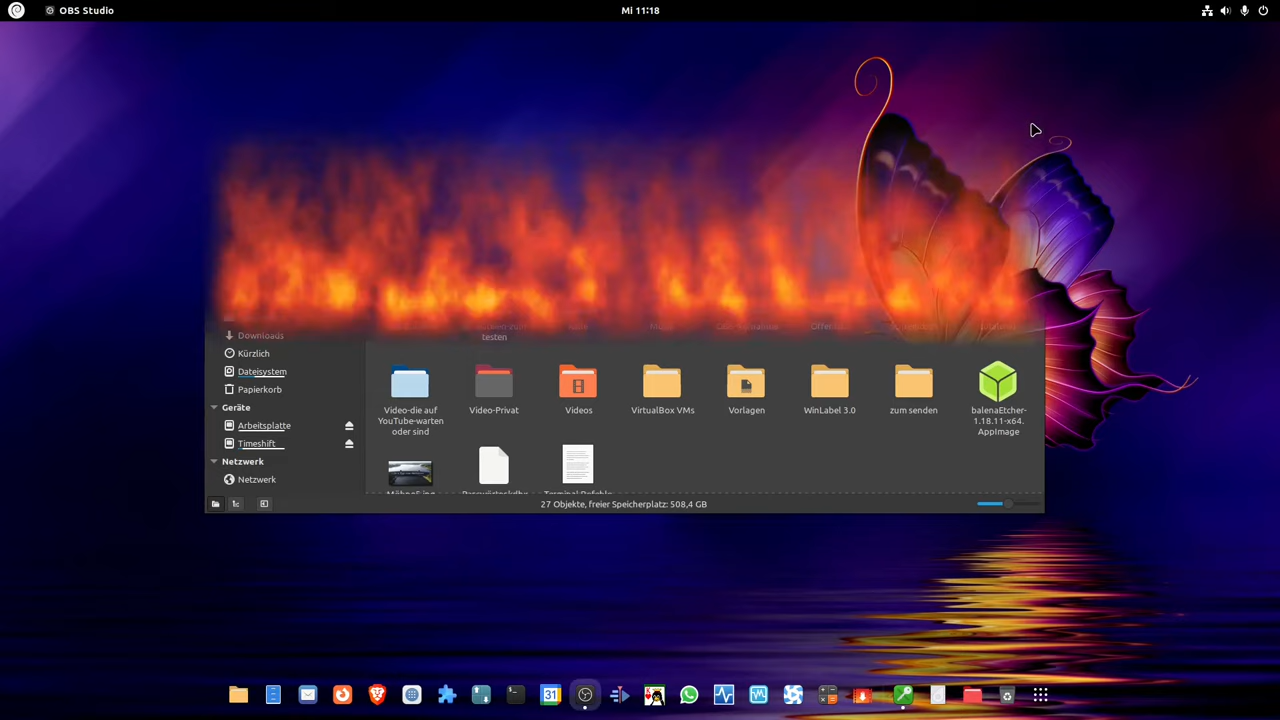 OBS Studio
Mi 11:18
testen
Downloads
Kürzlich
Dateisystem
Papierkorb
Geräte
Arbeitsplatte
Timeshift
Netzwerk
Netzwerk
Video-die auf
YouTube-warten
oder sind
Video-Privat
Videos
VirtualBox VMs
Vorlagen
WinLabel 3.0
zum senden
balenaEtcher-
1.18.11-x64.
AppImage
27 Objekte, freier Speicherplatz: 508,4 GB
31